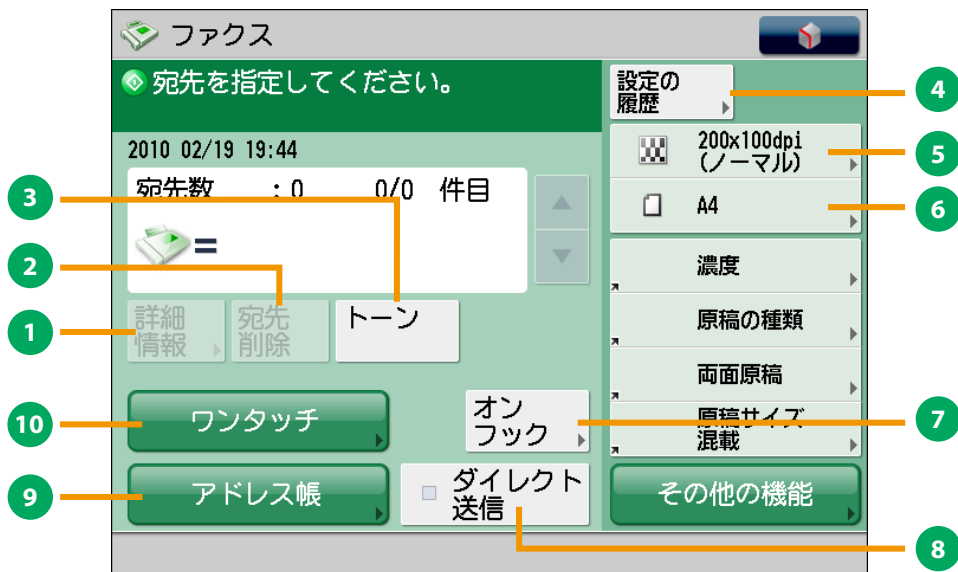 ファクス
宛先を指定してください。
設定の
履歴
4
2010 02/19 19:44
200x100dpi
(ノーマル)
5
3
宛先数 : 0 0/0 件目
A4
6
=
2
濃度
1
詳細
情報
宛先
削除
トーン
原稿の種類
両面原稿
10
ワンタッチ
オン
フック
原稿サイズ
混載
7
9
アドレス帳
ダイレクト
送信
その他の機能
8